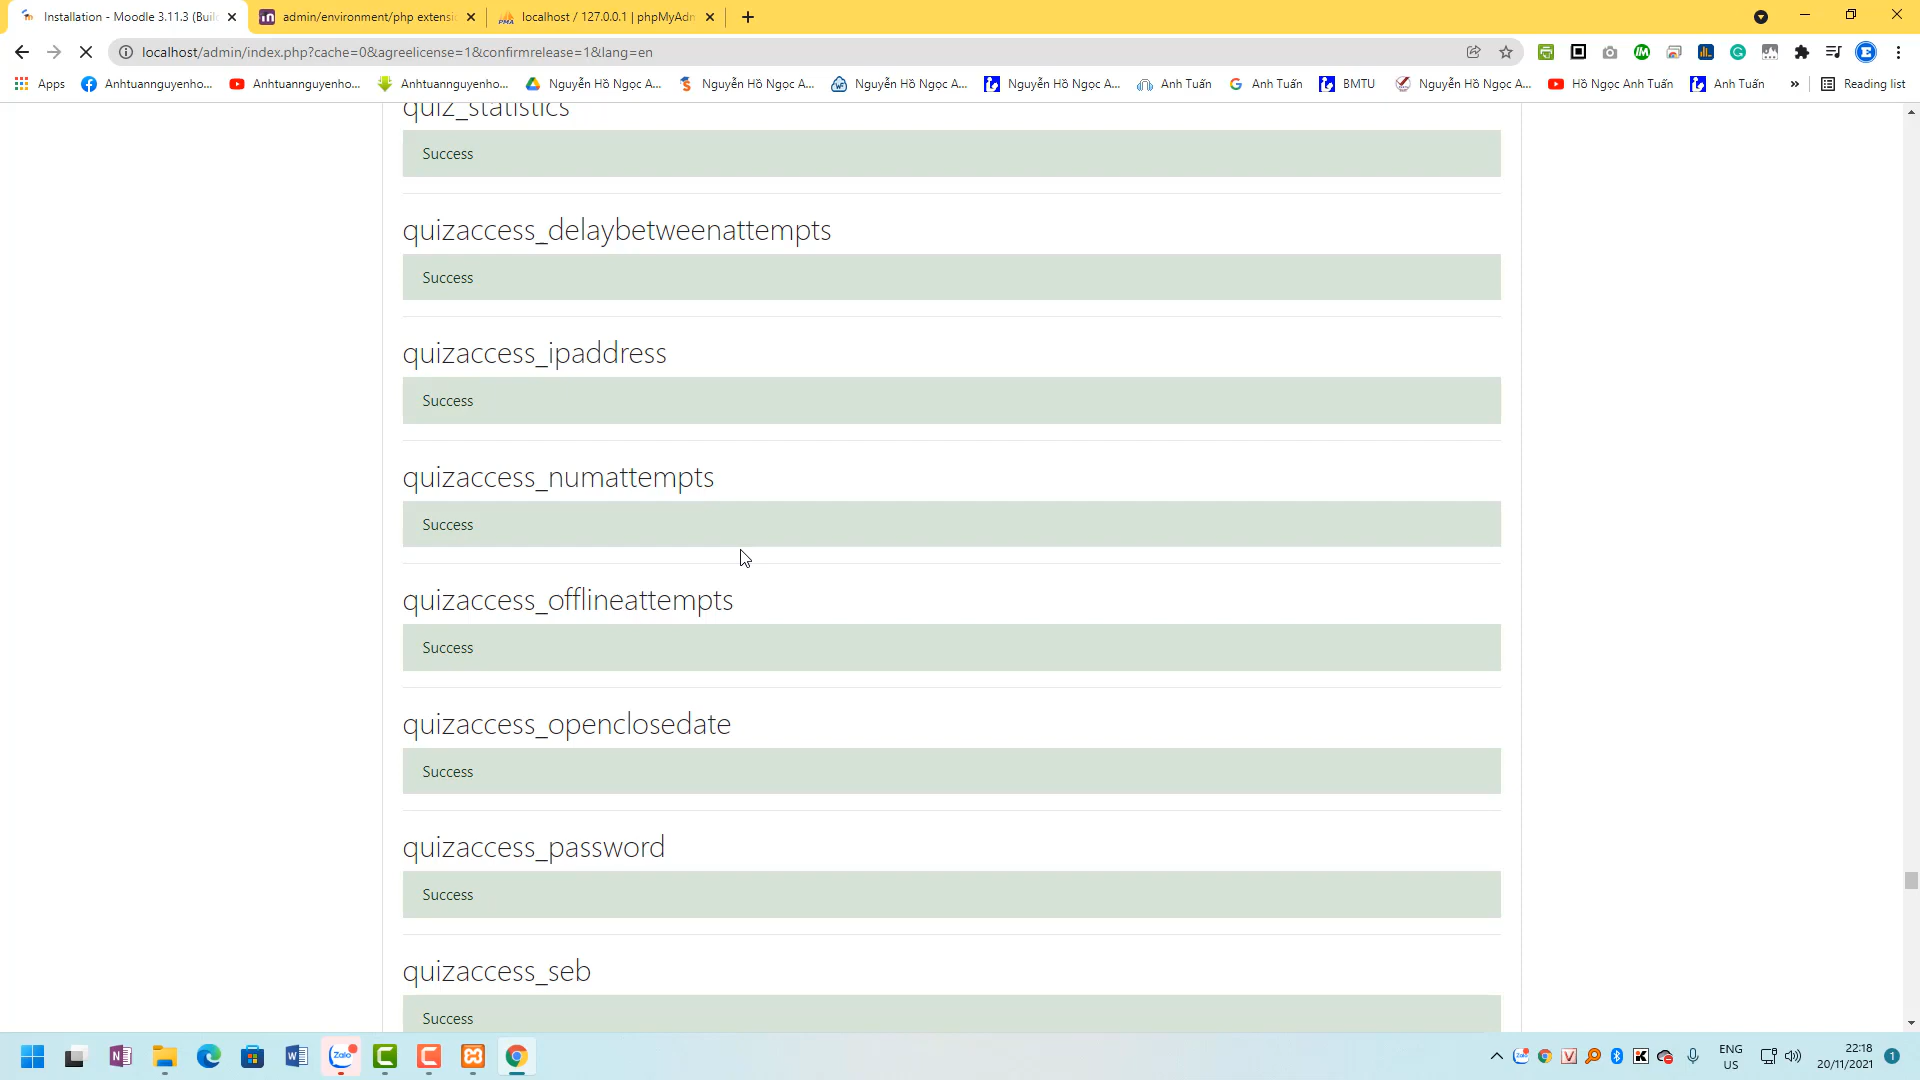 Installation - Moodle 3.11.3 (Buil
admin/environment/php extensi
localhost / 127.0.0.1 | phpMyAdm
localhost/admin/index.php?cache=0&agreelicense=1&confirmrelease=1&lang=en
Apps
Anhtuannguyenho...
Anhtuannguyenho...
Anhtuannguyenho...
Nguyễn Hồ Ngọc A...
Nguyễn Hồ Ngọc A...
Nguyễn Hồ Ngọc A...
Nguyễn Hồ Ngọc A...
Anh Tuấn
Anh Tuấn
BMTU
Nguyễn Hồ Ngọc A...
Hồ Ngọc Anh Tuấn
Anh Tuấn
»
Reading list
quiz_statistics
Success
quizaccess_delaybetweenattempts
Success
quizaccess_ipaddress
Success
quizaccess_numattempts
Success
quizaccess_offlineattempts
Success
quizaccess_openclosedate
Success
quizaccess_password
Success
quizaccess_seb
Success
Zalo
ENG
US
22:18
20/11/2021
1